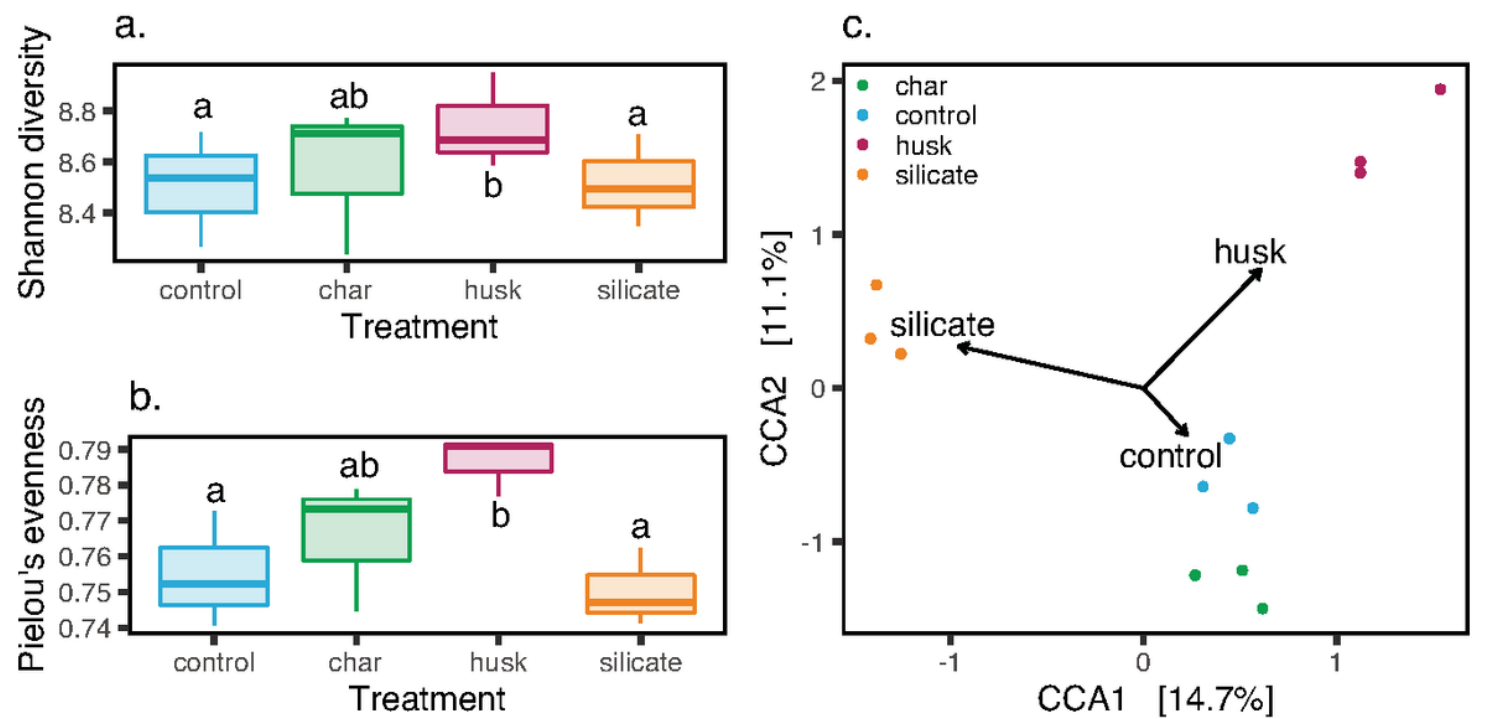 a.
Shannon diversity
8.8
8.6
8.4
a
ab
b
a
control
char
husk
silicate
Treatment
b.
Pielou's evenness
0.79
0.78
0.77
0.76
0.75
0.74
a
ab
b
a
control
char
husk
silicate
Treatment
c.
char
control
husk
silicate
CCA2 [11.1%]
2
1
0
-1
husk
silicate
control
-1
0
1
CCA1 [14.7%]